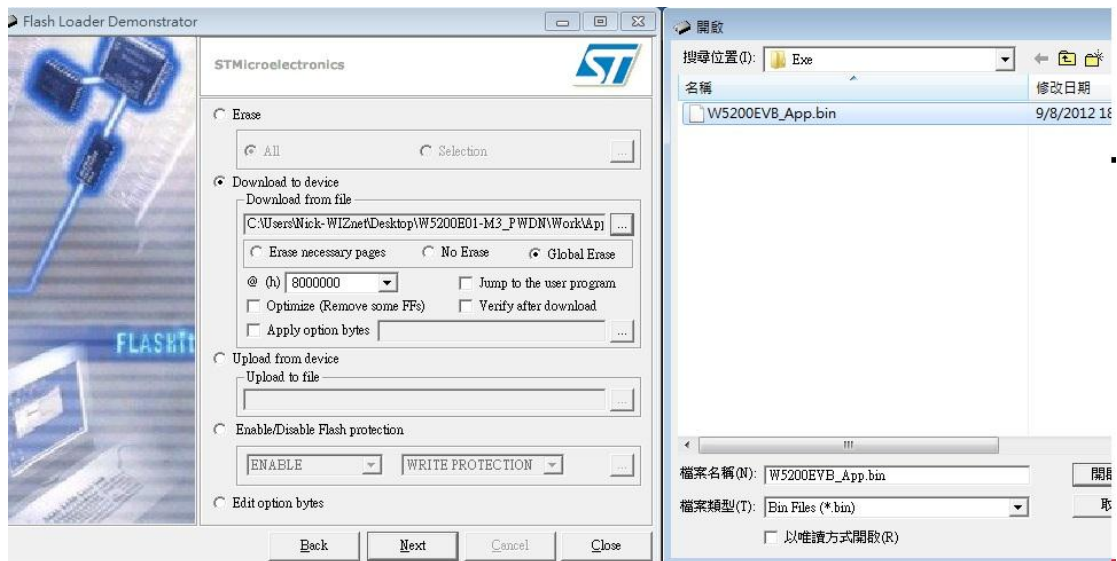 Flash Loader Demonstrator
STMicroelectronics
ST
Erase
All Selection ...
Download to device
Download from file
C:\Users\Nick-WIZnet\Desktop\W5200E01-M3_PWDN\Work\Ap ...
Erase necessary pages No Erase Global Erase
@ (h) 8000000 Jump to the user program
Optimize (Remove some FFs) Verify after download
Apply option bytes ...
Upload from device
Upload to file
...
Enable/Disable Flash protection
ENABLE WRITE PROTECTION ...
Edit option bytes
Back Next Cancel Close
FLASH
開啟
搜尋位置(I): Exe
名稱 修改日期
W5200EVB_App.bin 9/8/2012 18
檔案名稱(N): W5200EVB_App.bin 開
檔案類型(T): Bin Files (*.bin) 取
以唯讀方式開啟(R)